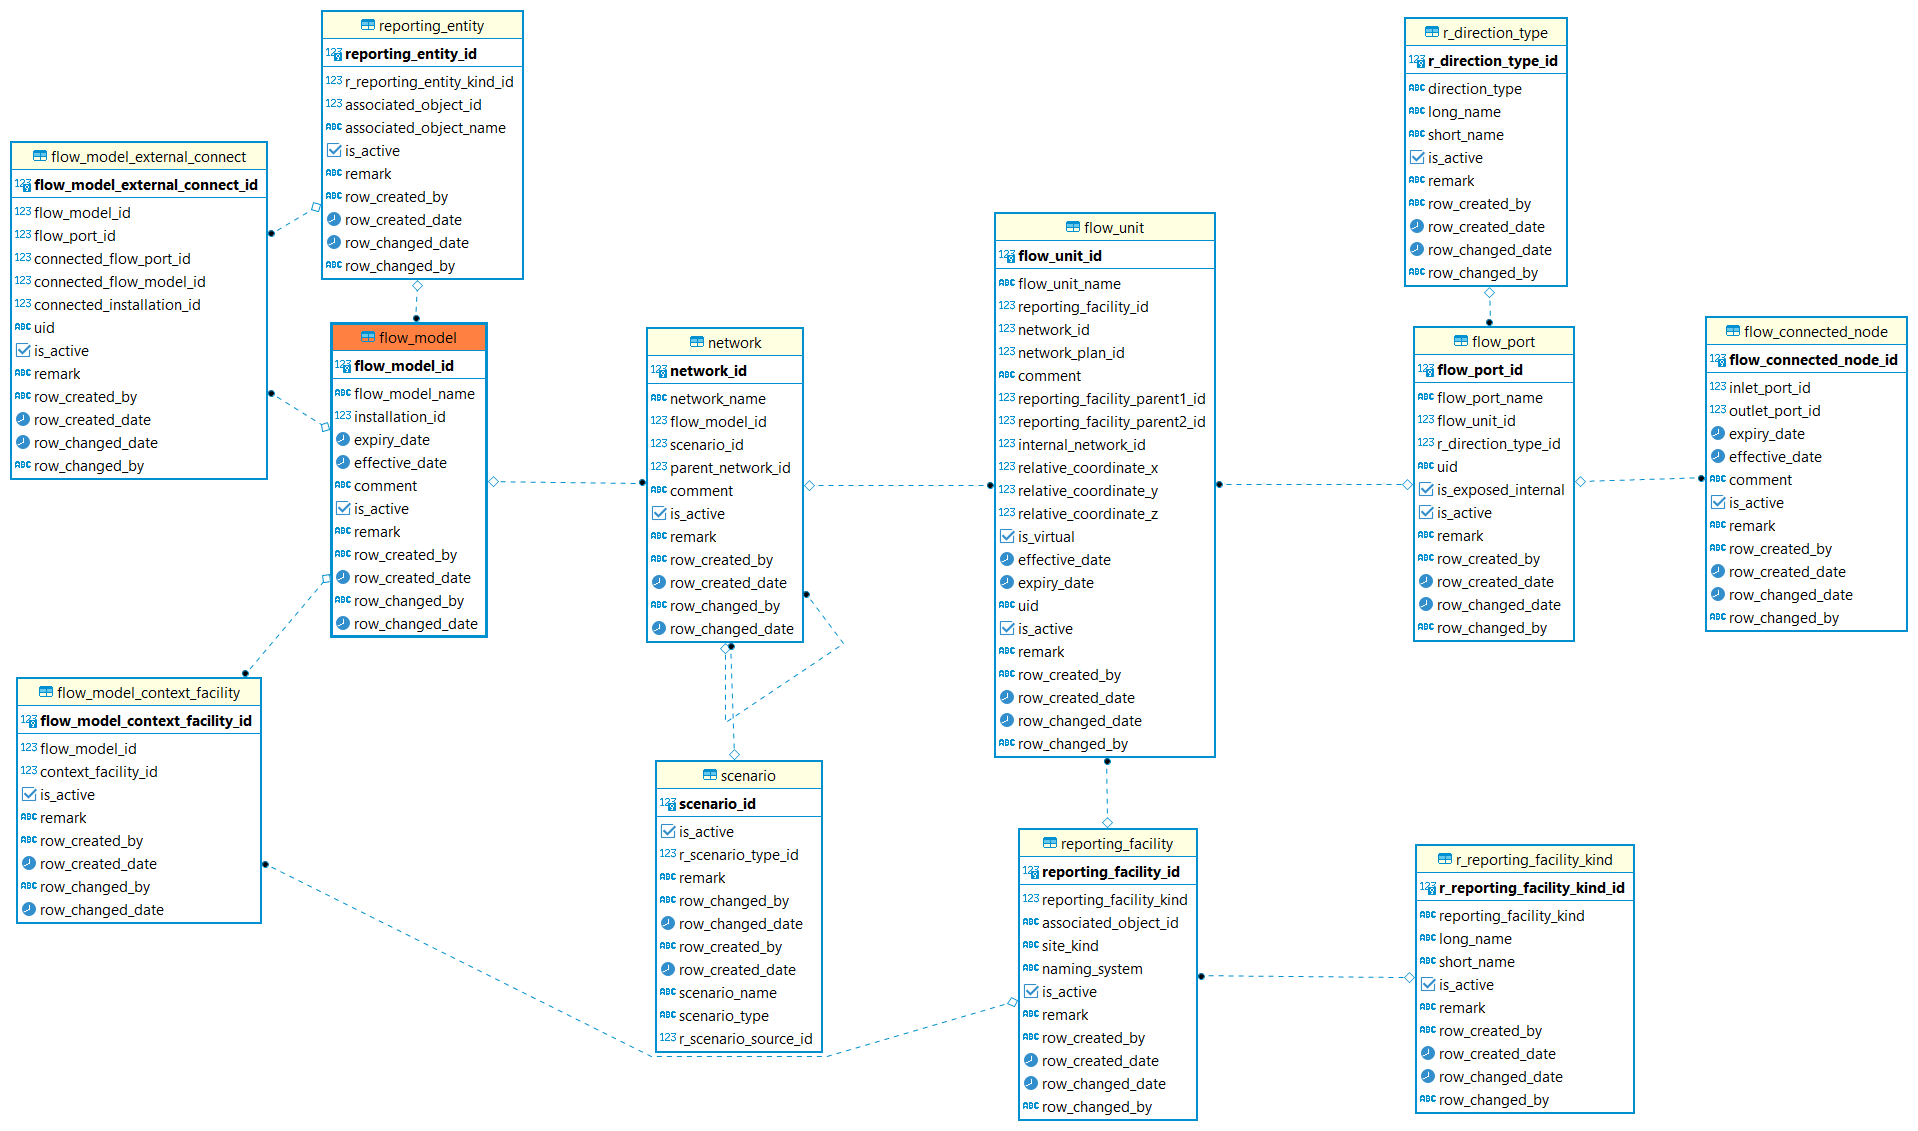 reporting_entity
reporting_entity_id
r_reporting_entity_kind_id
associated_object_id
associated_object_name
is_active
remark
row_created_by
row_created_date
row_changed_date
row_changed_by
flow_model_external_connect
flow_model_external_connect_id
flow_model_id
flow_port_id
connected_flow_port_id
connected_flow_model_id
connected_installation_id
uid
is_active
remark
row_created_by
row_created_date
row_changed_date
row_changed_by
flow_model
flow_model_id
flow_model_name
installation_id
expiry_date
effective_date
comment
is_active
remark
row_created_by
row_created_date
row_changed_by
row_changed_date
flow_model_context_facility
flow_model_context_facility_id
flow_model_id
context_facility_id
is_active
remark
row_created_by
row_created_date
row_changed_by
row_changed_date
network
network_id
network_name
flow_model_id
scenario_id
parent_network_id
comment
is_active
remark
row_created_by
row_created_date
row_changed_by
row_changed_date
scenario
scenario_id
is_active
r_scenario_type_id
remark
row_changed_by
row_changed_date
row_created_by
row_created_date
scenario_name
scenario_type
r_scenario_source_id
flow_unit
flow_unit_id
flow_unit_name
reporting_facility_id
network_id
network_plan_id
comment
reporting_facility_parent1_id
reporting_facility_parent2_id
internal_network_id
relative_coordinate_x
relative_coordinate_y
relative_coordinate_z
is_virtual
effective_date
expiry_date
uid
is_active
remark
row_created_by
row_created_date
row_changed_date
row_changed_by
reporting_facility
reporting_facility_id
reporting_facility_kind
associated_object_id
site_kind
naming_system
is_active
remark
row_created_by
row_created_date
row_changed_date
row_changed_by
r_direction_type
r_direction_type_id
direction_type
long_name
short_name
is_active
remark
row_created_by
row_created_date
row_changed_date
row_changed_by
flow_port
flow_port_id
flow_port_name
flow_unit_id
r_direction_type_id
uid
is_exposed_internal
is_active
remark
row_created_by
row_created_date
row_changed_date
row_changed_by
flow_connected_node
flow_connected_node_id
inlet_port_id
outlet_port_id
expiry_date
effective_date
comment
is_active
remark
row_created_by
row_created_date
row_changed_date
row_changed_by
r_reporting_facility_kind
r_reporting_facility_kind_id
reporting_facility_kind
long_name
short_name
is_active
remark
row_created_by
row_created_date
row_changed_date
row_changed_by